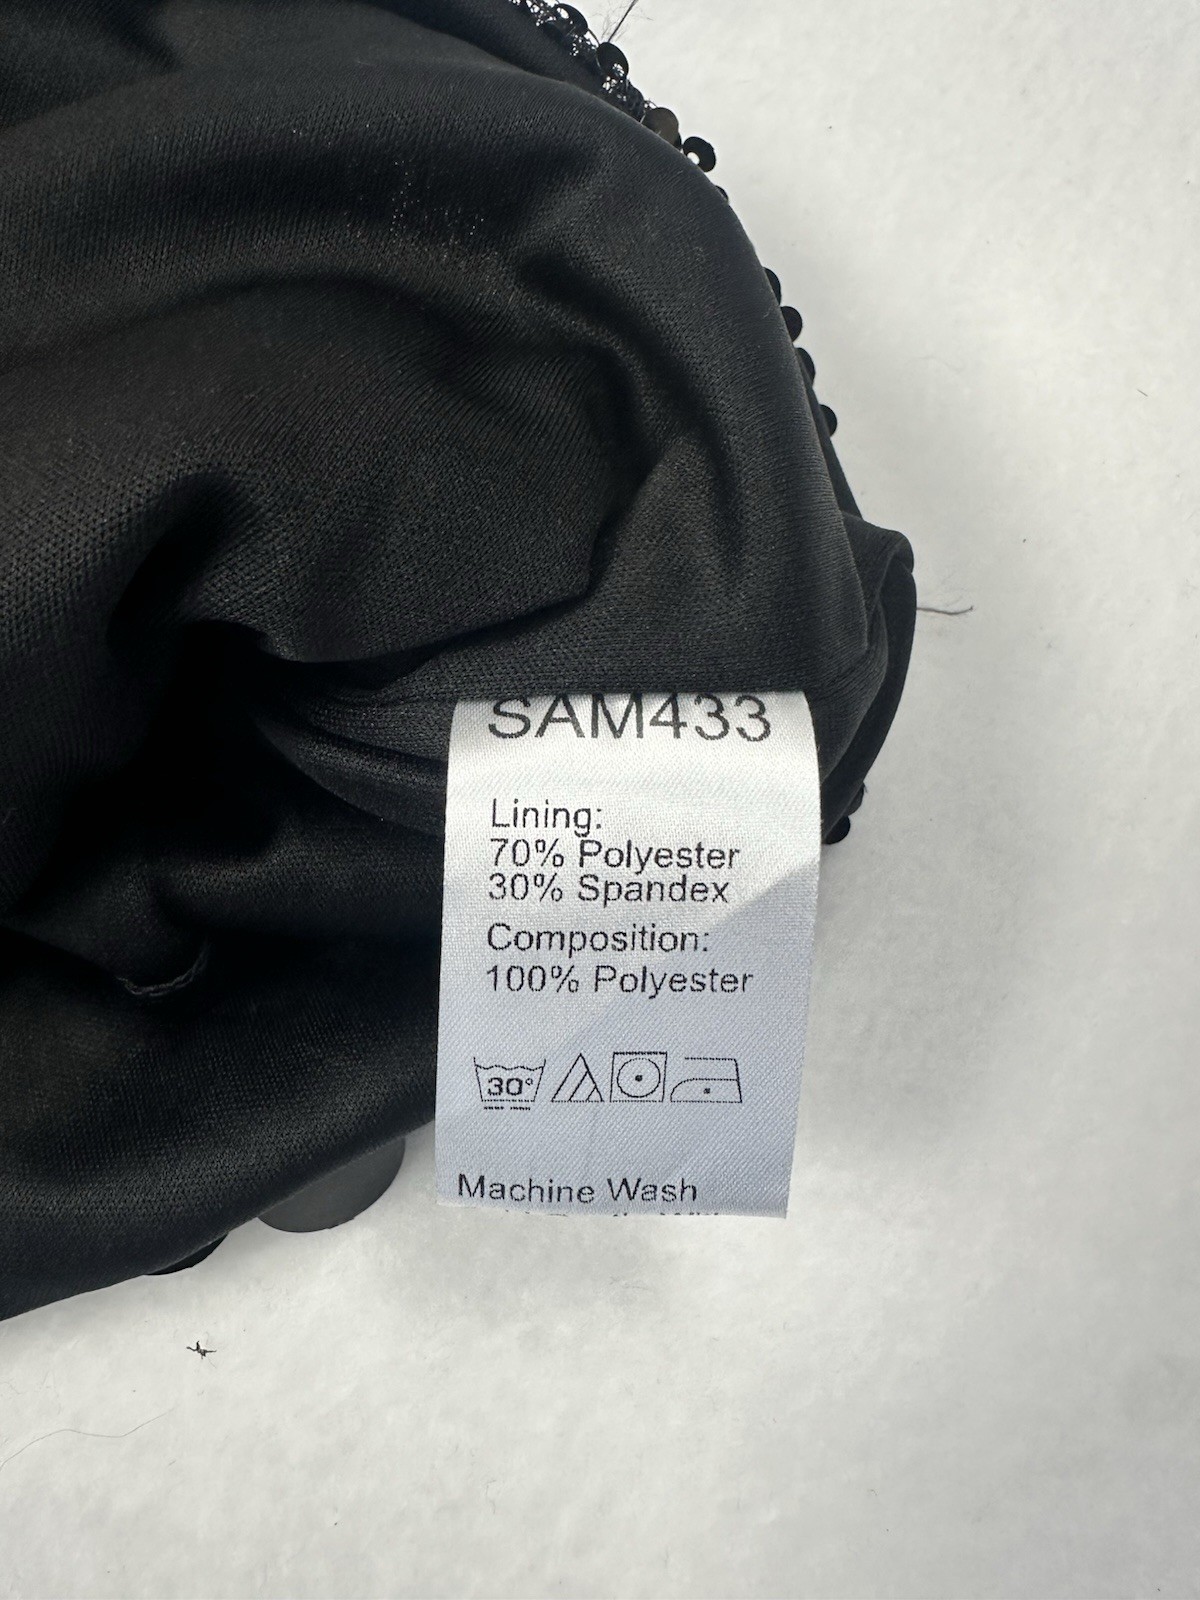 SAM433
Lining:
70% Polyester
30% Spandex
Composition:
100% Polyester
30°
Machine Wash